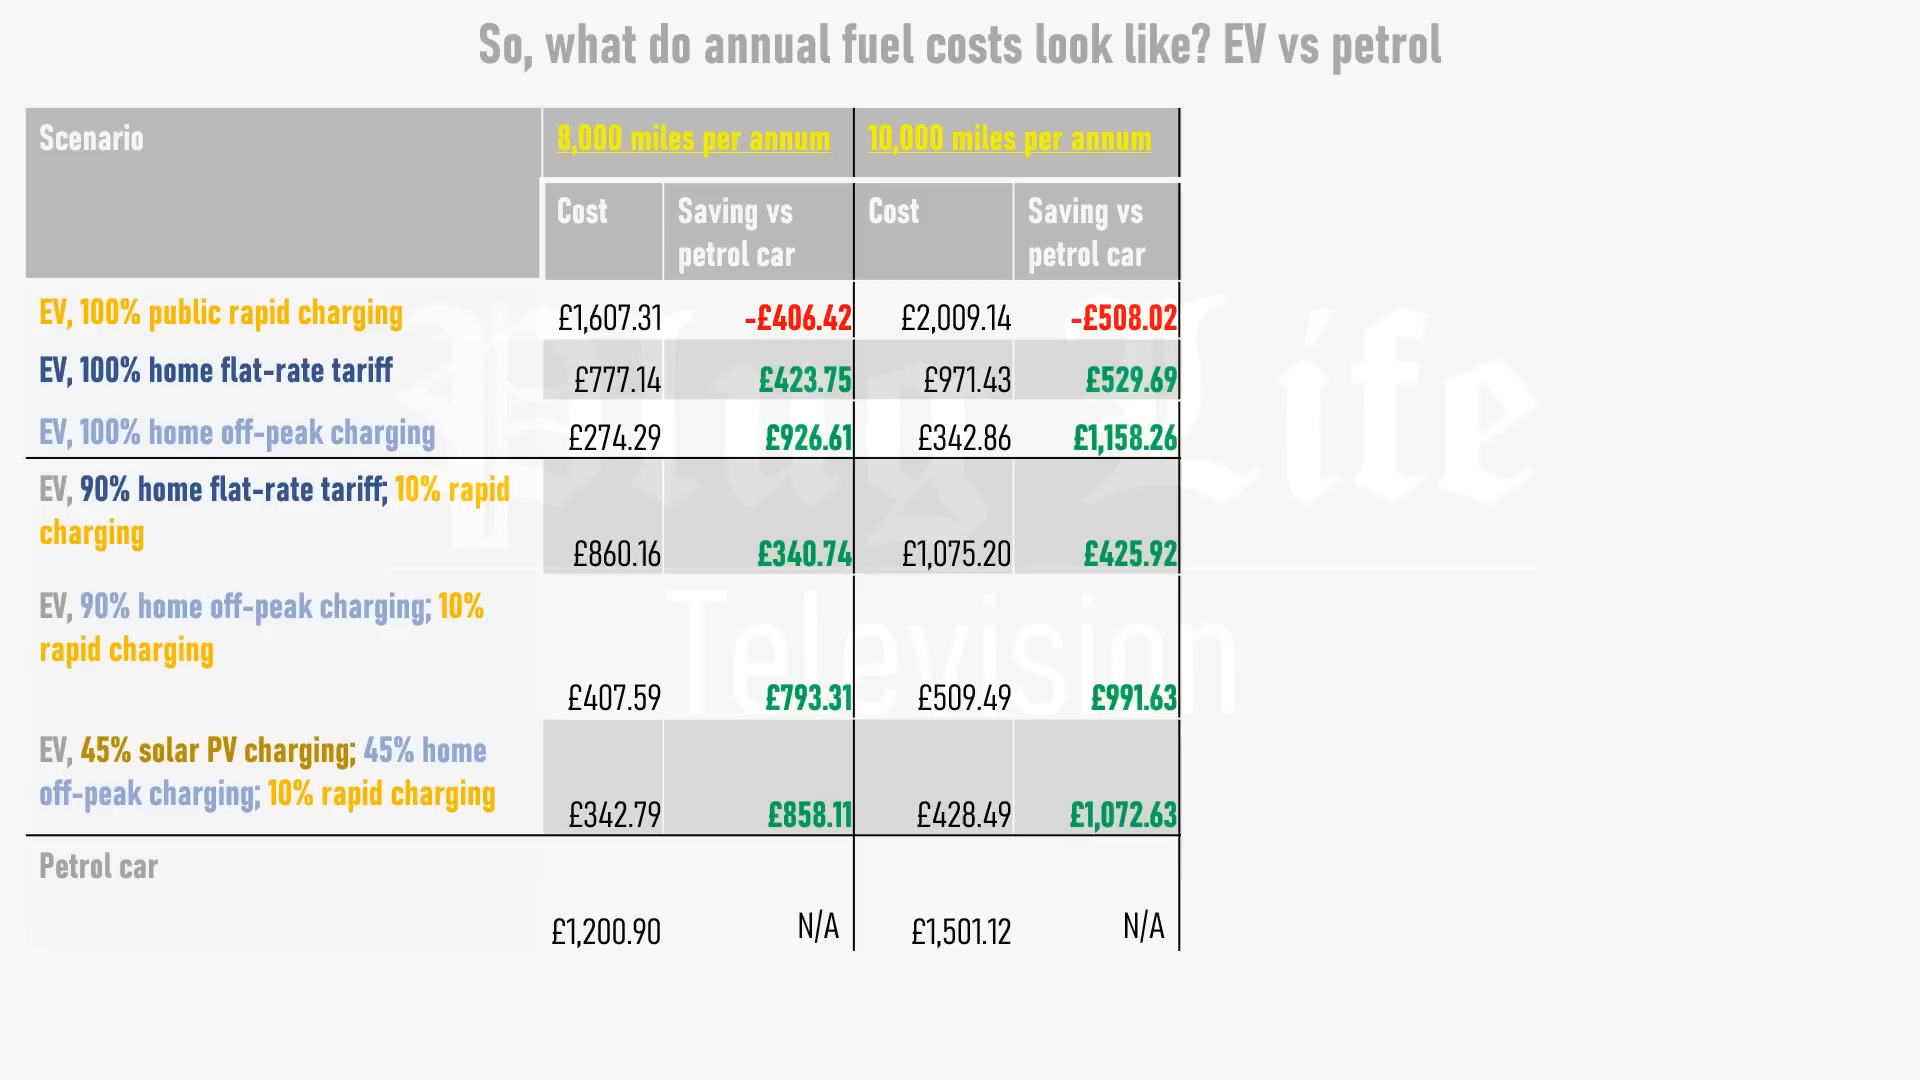 So, what do annual fuel costs look like? EV vs petrol
Scenario
8,000 miles per annum
10,000 miles per annum
Cost
Saving vs
petrol car
Cost
Saving vs
petrol car
EV, 100% public rapid charging
£1,607.31
-£406.42
£2,009.14
-£508.02
EV, 100% home flat-rate tariff
£777.14
£423.75
£971.43
£529.69
EV, 100% home off-peak charging
£274.29
£926.61
£342.86
£1,158.26
EV, 90% home flat-rate tariff; 10% rapid
charging
£860.16
£340.74
£1,075.20
£425.92
EV, 90% home off-peak charging; 10%
rapid charging
£407.59
£793.31
£509.49
£991.63
EV, 45% solar PV charging; 45% home
off-peak charging; 10% rapid charging
£342.79
£858.11
£428.49
£1,072.63
Petrol car
£1,200.90
N/A
£1,501.12
N/A
Plug Life
Television